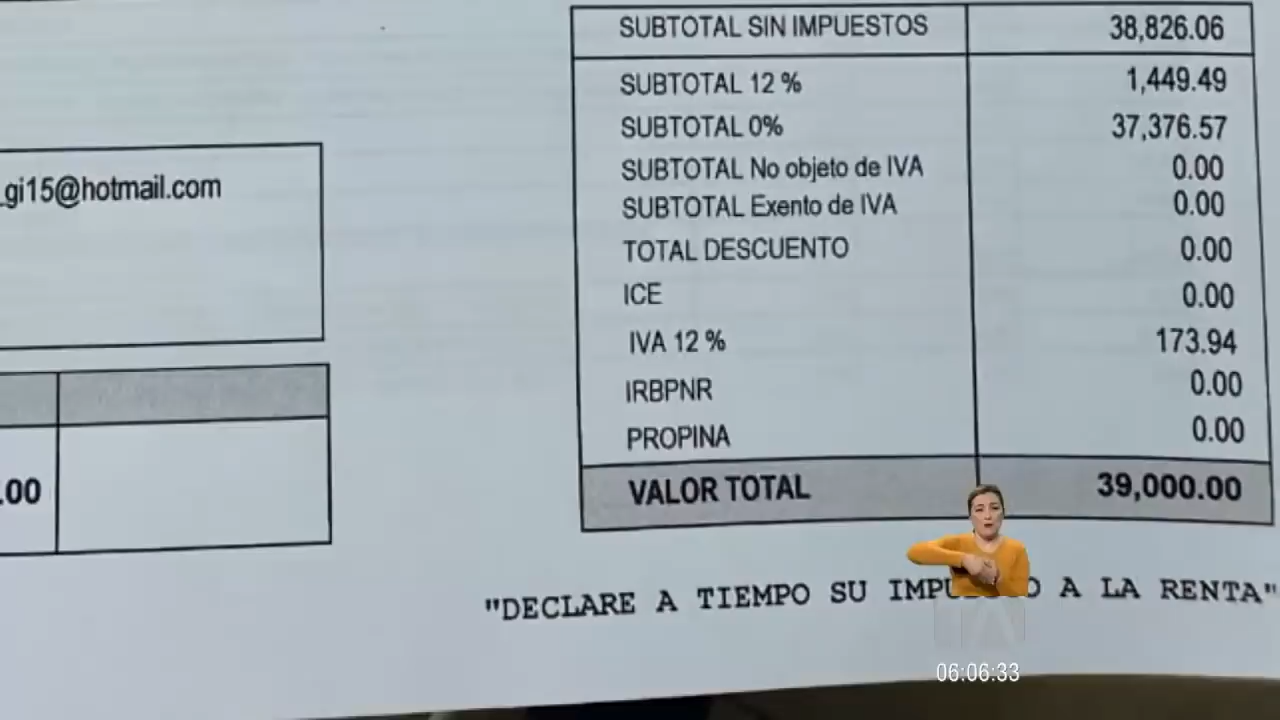 SUBTOTAL SIN IMPUESTOS 38,826.06
SUBTOTAL 12 % 1,449.49
SUBTOTAL 0% 37,376.57
SUBTOTAL No objeto de IVA 0.00
SUBTOTAL Exento de IVA 0.00
TOTAL DESCUENTO 0.00
ICE 0.00
IVA 12 % 173.94
IRBPNR 0.00
PROPINA 0.00
VALOR TOTAL 39,000.00
_gi15@hotmail.com
.00
"DECLARE A TIEMPO SU A LA RENTA"
06:06:33